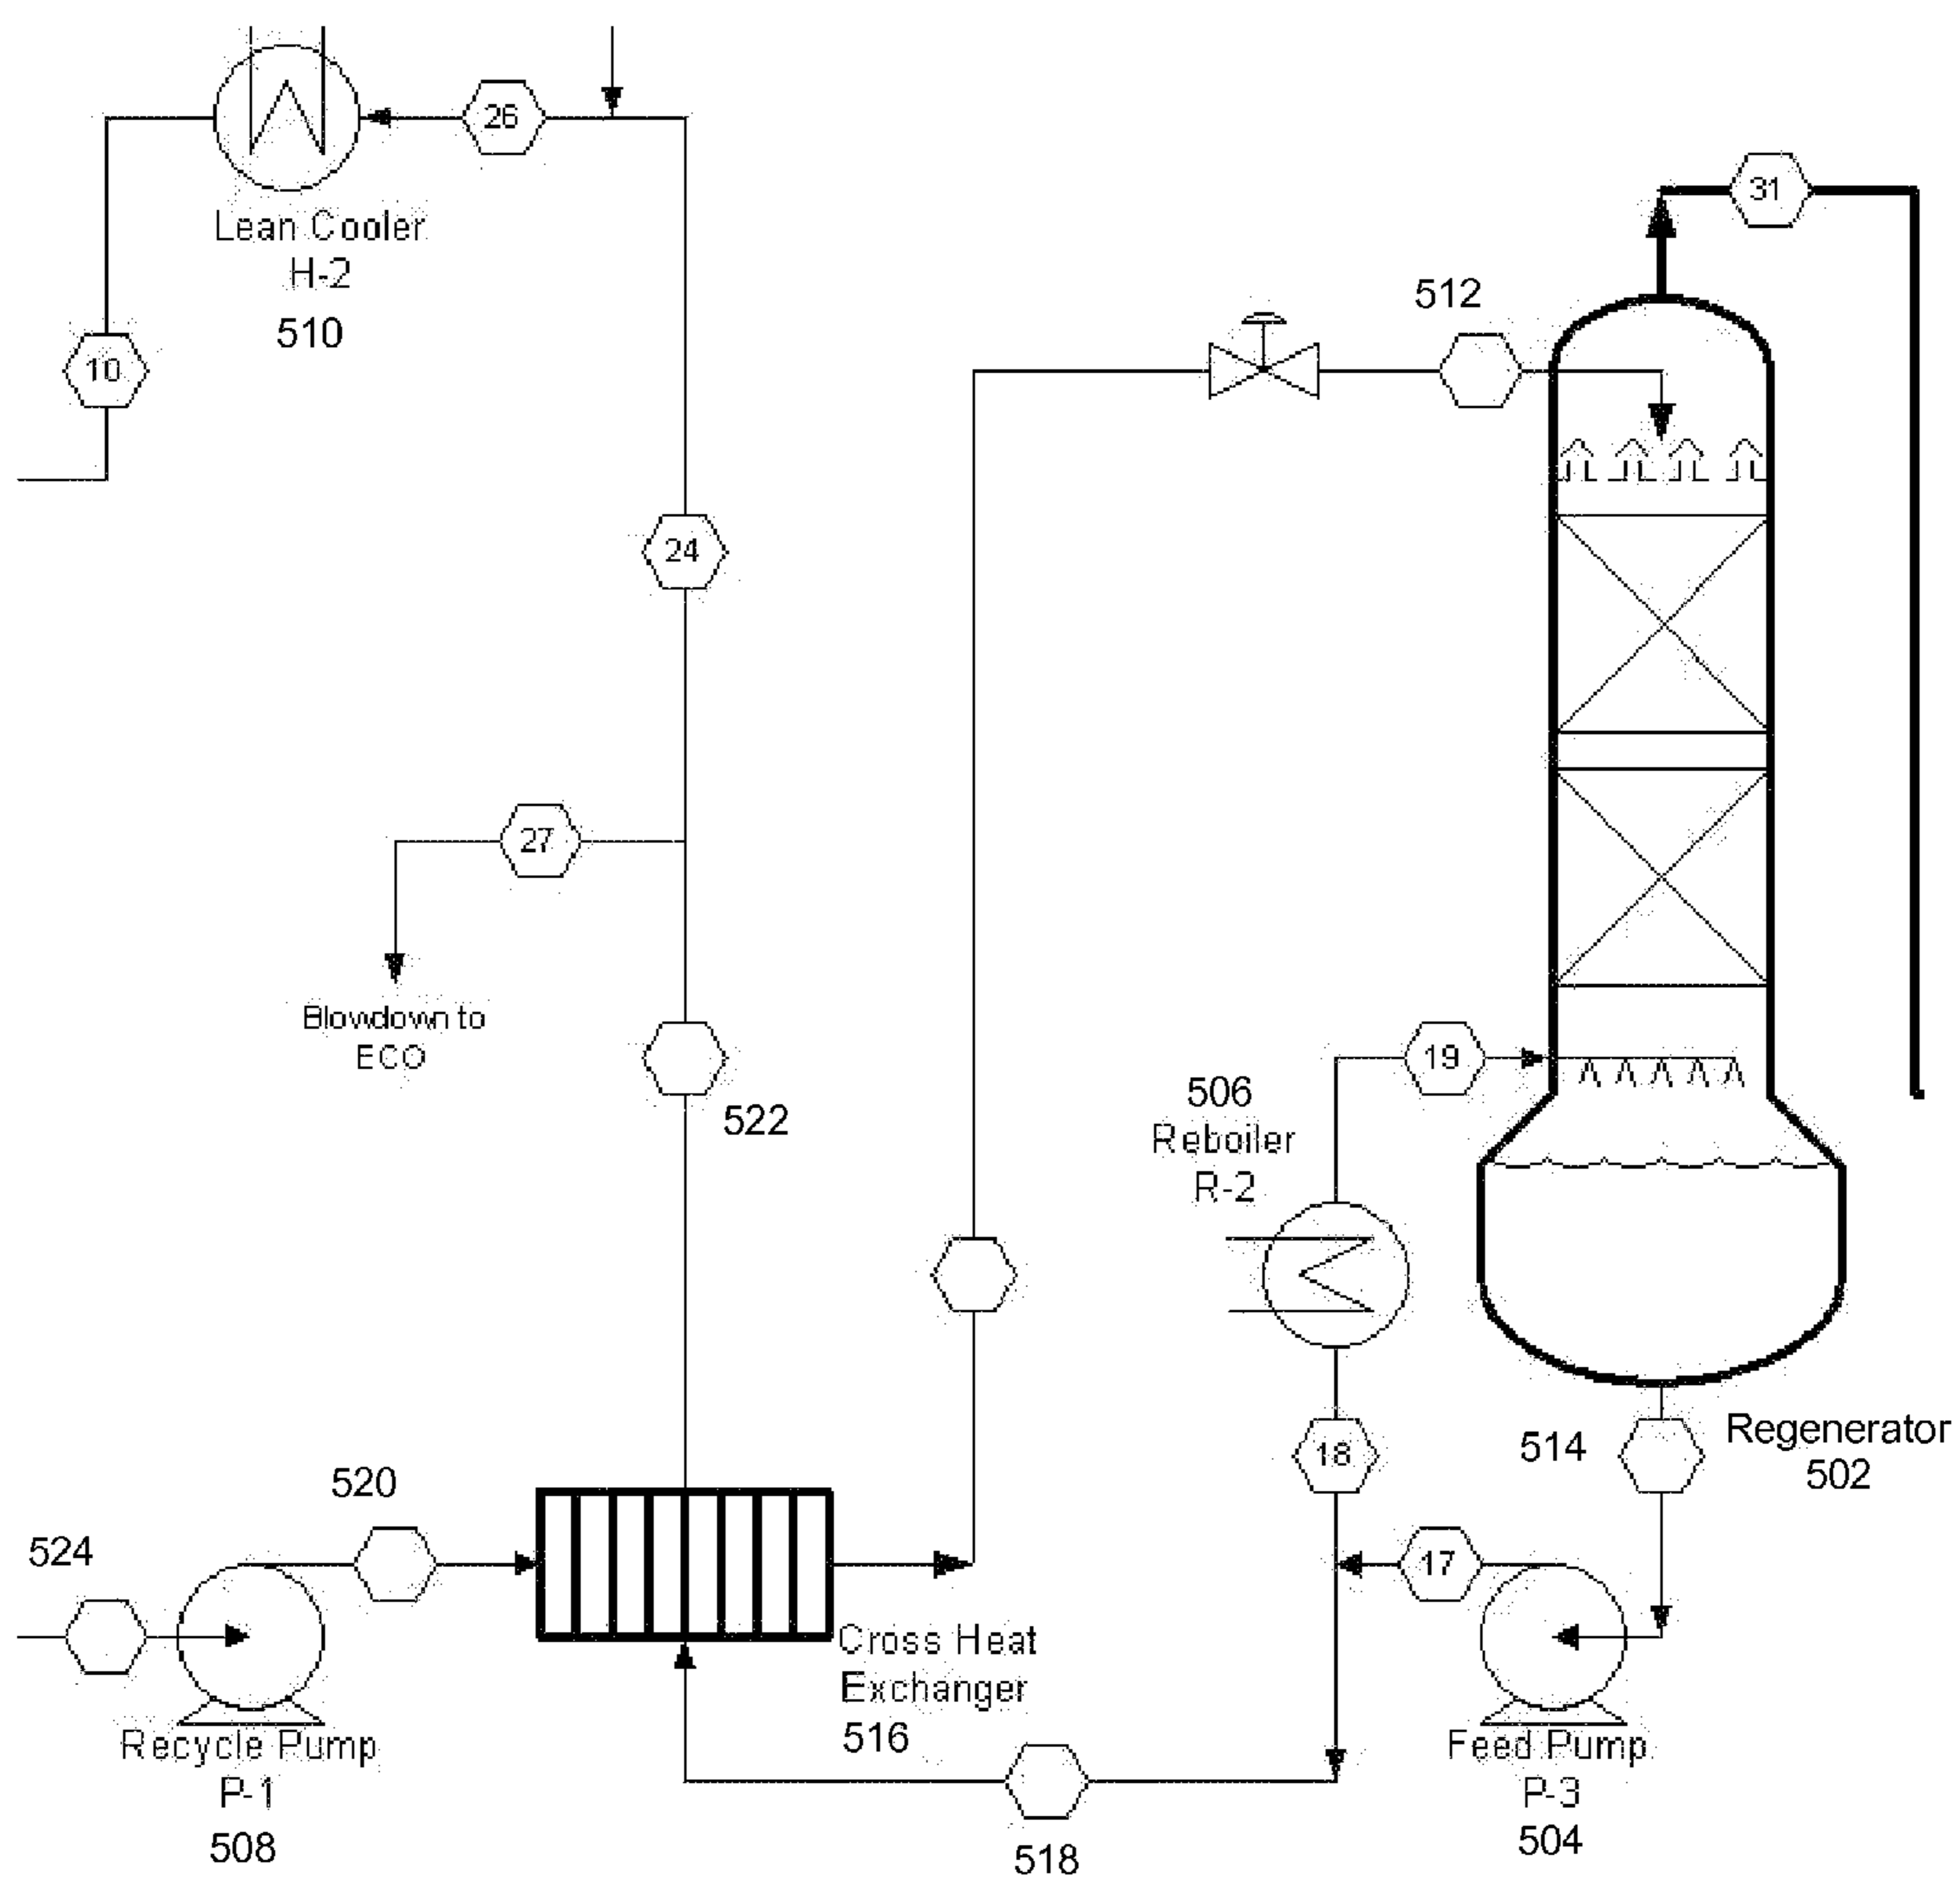 26
31
Lean Cooler
H-2
510
10
512
24
27
Blowdown to
ECO
522
19
506
Reboiler
R-2
18
514
Regenerator
502
520
524
17
Cross Heat
Exchanger
516
Recycle Pump
P-1
508
Feed Pump
P-3
504
518